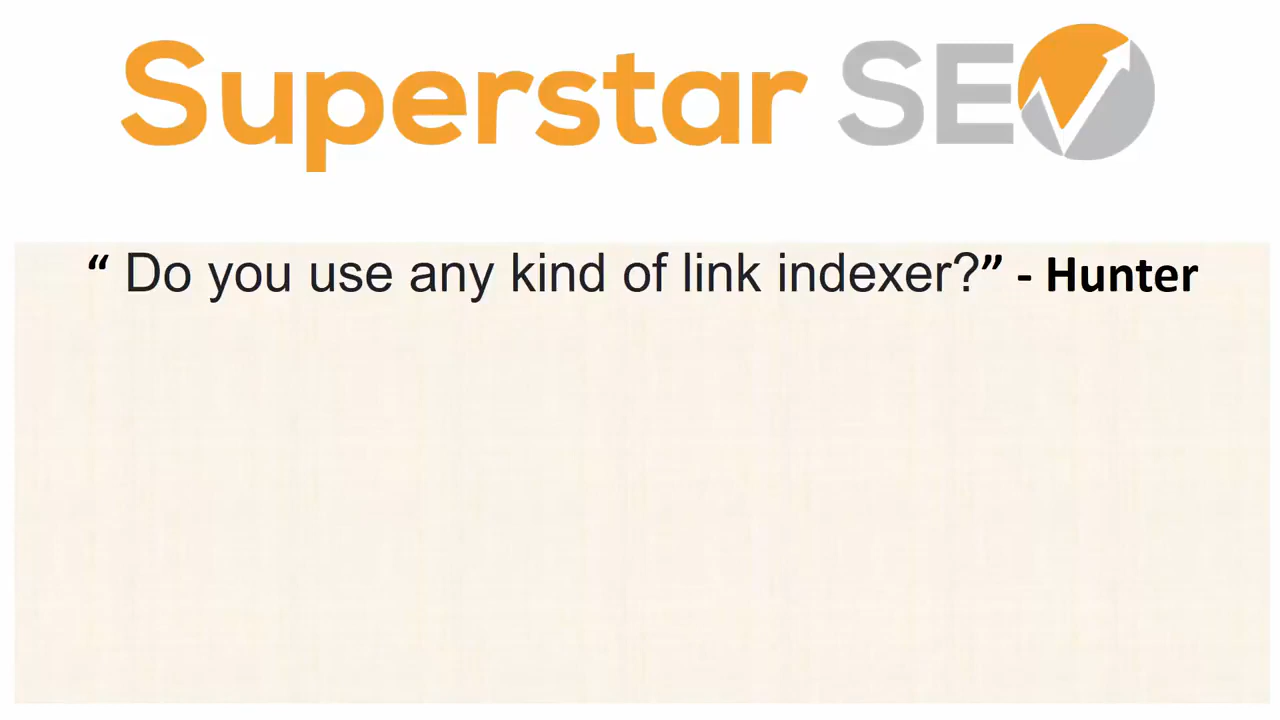 Superstar SEO
“ Do you use any kind of link indexer?” - Hunter